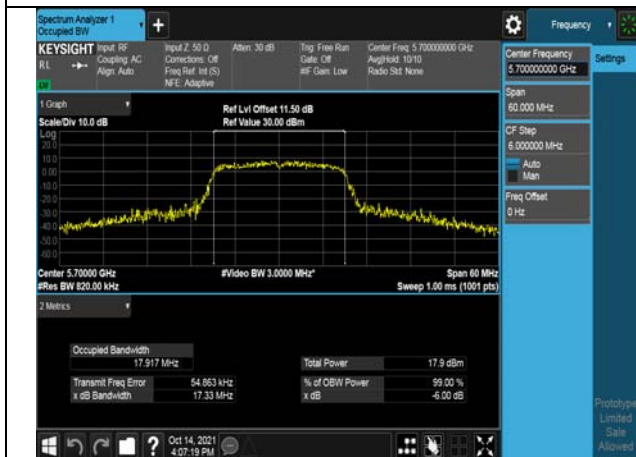 Spectrum Analyzer 1
Occupied BW
Frequency
KEYSIGHT
RL
Input: RF
Coupling: AC
Align: Auto
Input Z: 50 Ω
Corrections: Off
Freq Ref: Int (S)
NFE: Adaptive
Atten: 30 dB
Trig: Free Run
Gate: Off
#IF Gain: Low
Center Freq: 5.700000000 GHz
Avg|Hold: 10/10
Radio Std: None
1 Graph
Scale/Div 10.0 dB
Ref Lvl Offset 11.50 dB
Ref Value 30.00 dBm
Log
20.0
10.0
0.00
-10.0
-20.0
-30.0
-40.0
-50.0
-60.0
Center 5.70000 GHz
#Video BW 3.0000 MHz*
Span 60 MHz
#Res BW 820.00 kHz
Sweep 1.00 ms (1001 pts)
2 Metrics
Occupied Bandwidth
17.917 MHz
Total Power
17.9 dBm
Transmit Freq Error
54.863 kHz
% of OBW Power
99.00 %
x dB Bandwidth
17.33 MHz
x dB
-6.00 dB
Oct 14, 2021
4:07:19 PM
Center Frequency
5.700000000 GHz
Settings
Span
60.000 MHz
CF Step
6.000000 MHz
Auto
Man
Freq Offset
0 Hz
Prototype
Limited
Sale
Allowed